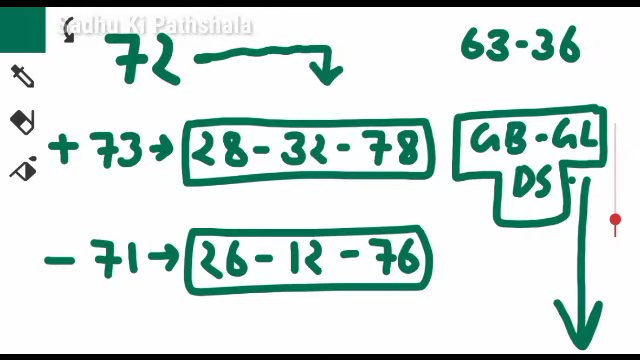 Sadhu Ki Pathshala
72
63-36
+ 73 → 28-32-78
GB-GL
DS
- 71 → 26-12-76